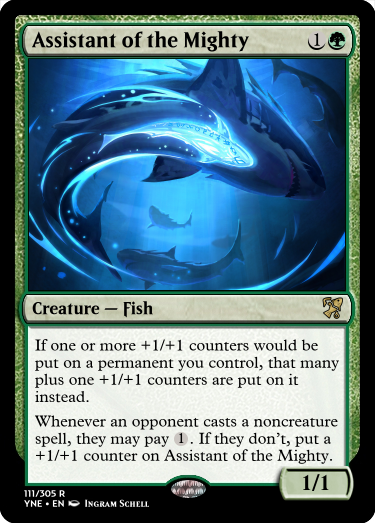 Assistant of the Mighty 1
Creature — Fish
If one or more +1/+1 counters would be
put on a permanent you control, that many
plus one +1/+1 counters are put on it
instead.
Whenever an opponent casts a noncreature
spell, they may pay 1. If they don't, put a
+1/+1 counter on Assistant of the Mighty.
1/1
111/305 R
YNE • EN Ingram Schell